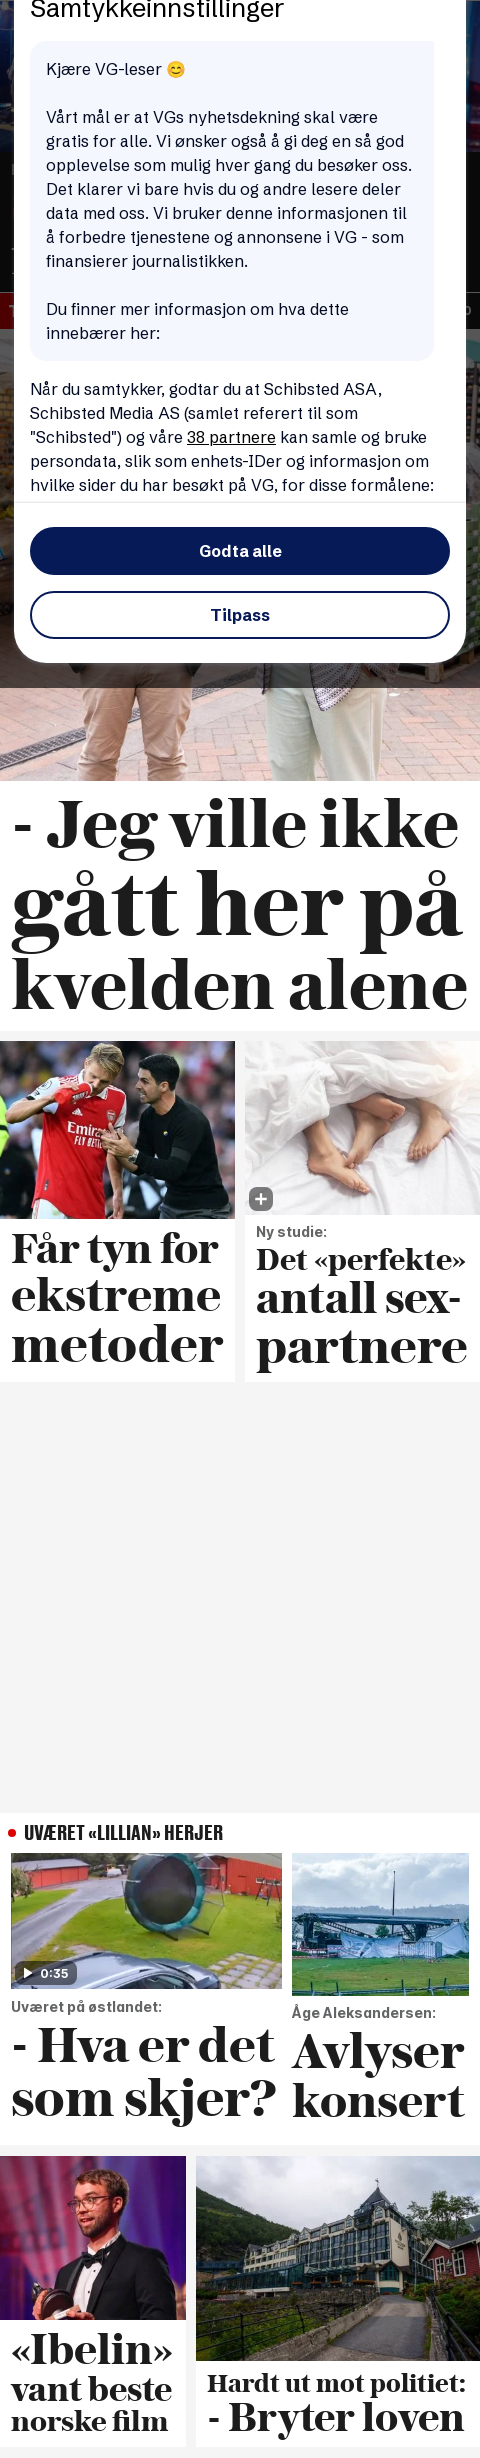 Samtykkeinnstillinger
Kjære VG-leser 😊
Vårt mål er at VGs nyhetsdekning skal være
gratis for alle. Vi ønsker også å gi deg en så god
opplevelse som mulig hver gang du besøker oss.
Det klarer vi bare hvis du og andre lesere deler
data med oss. Vi bruker denne informasjonen til
å forbedre tjenestene og annonsene i VG - som
finansierer journalistikken.
Du finner mer informasjon om hva dette
innebærer her:
Når du samtykker, godtar du at Schibsted ASA,
Schibsted Media AS (samlet referert til som
"Schibsted") og våre 38 partnere kan samle og bruke
persondata, slik som enhets-IDer og informasjon om
hvilke sider du har besøkt på VG, for disse formålene:
Godta alle
Tilpass
- Jeg ville ikke
gått her på
kvelden alene
Får tyn for
ekstreme
metoder
Ny studie:
Det «perfekte»
antall sex-
partnere
UVÆRET «LILLIAN» HERJER
0:35
Uværet på østlandet:
- Hva er det
som skjer?
Åge Aleksandersen:
Avlyser
konsert
«Ibelin»
vant beste
norske film
Hardt ut mot politiet:
- Bryter loven